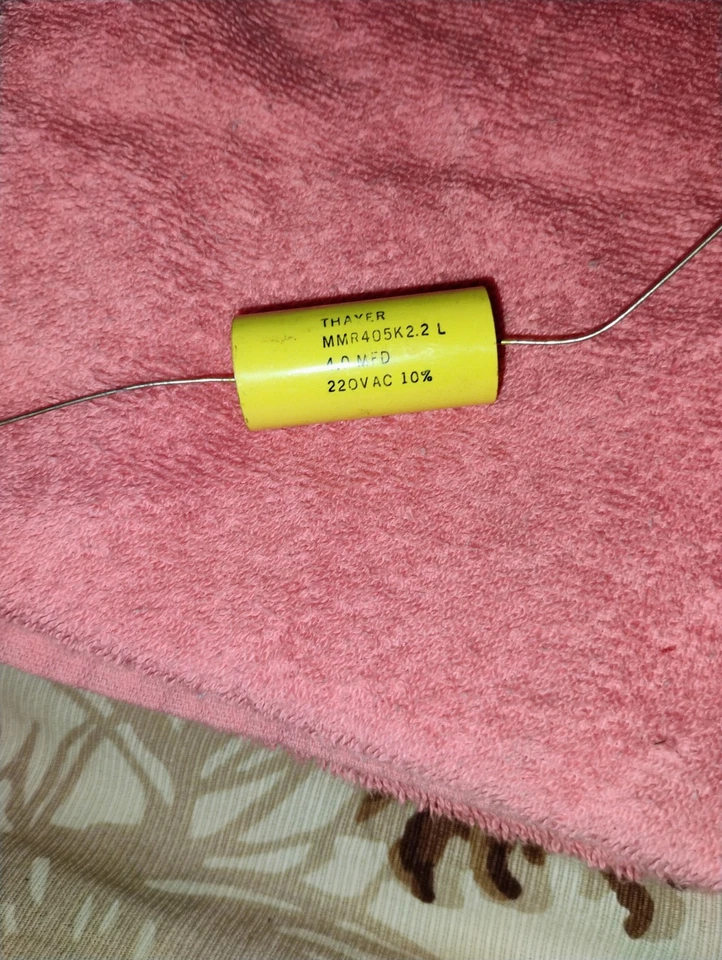 THAYER
MMR405K2.2 L
4.0 MFD
220VAC 10%